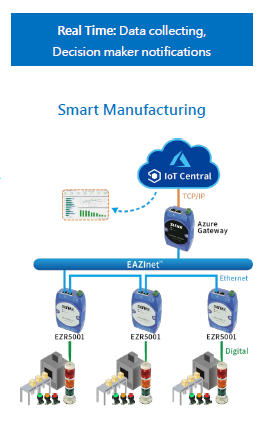 Real Time: Data collecting,
Decision maker notifications
Smart Manufacturing
IoT Central
TCP/IP
Azure
Gateway
EAZInet™
Ethernet
EZR5001
EZR5001
EZR5001
Digital